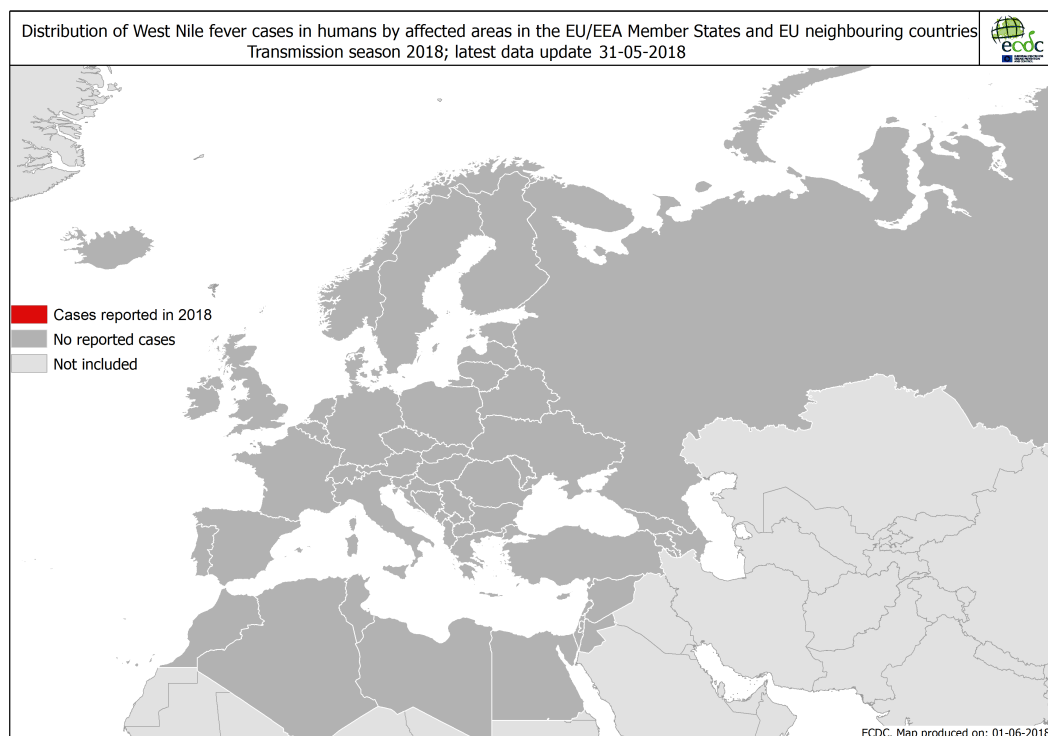 Distribution of West Nile fever cases in humans by affected areas in the EU/EEA Member States and EU neighbouring countries
Transmission season 2018; latest data update 31-05-2018
ecdc
Cases reported in 2018
No reported cases
Not included
ECDC. Map produced on: 01-06-2018